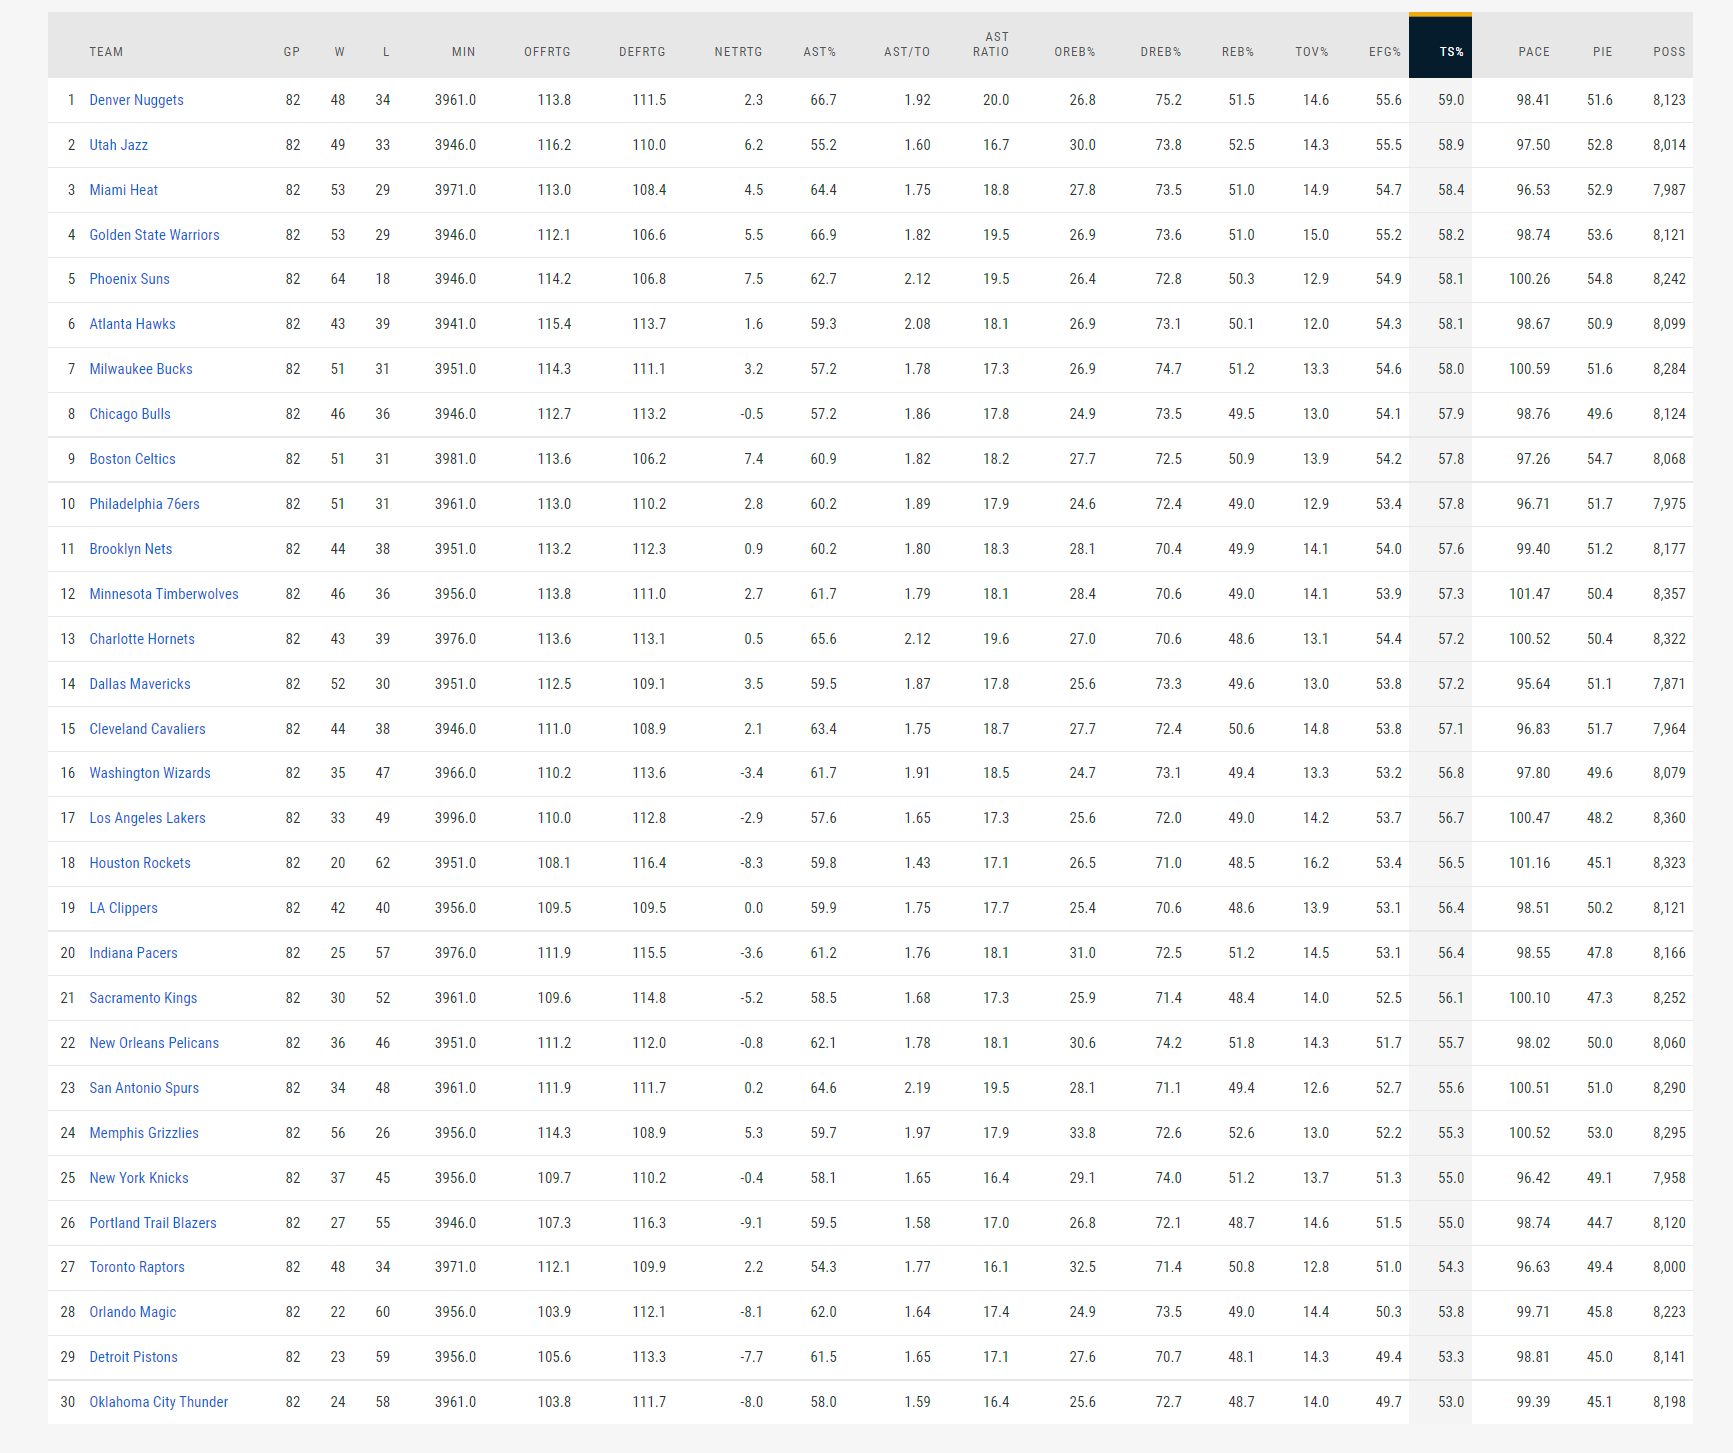 TEAM GP W L MIN OFFRTG DEFRTG NETRTG AST% AST/TO AST RATIO OREB% DREB% REB% TOV% EFG% TS% PACE PIE POSS
1 Denver Nuggets 82 48 34 3961.0 113.8 111.5 2.3 66.7 1.92 20.0 26.8 75.2 51.5 14.6 55.6 59.0 98.41 51.6 8,123
2 Utah Jazz 82 49 33 3946.0 116.2 110.0 6.2 55.2 1.60 16.7 30.0 73.8 52.5 14.3 55.5 58.9 97.50 52.8 8,014
3 Miami Heat 82 53 29 3971.0 113.0 108.4 4.5 64.4 1.75 18.8 27.8 73.5 51.0 14.9 54.7 58.4 96.53 52.9 7,987
4 Golden State Warriors 82 53 29 3946.0 112.1 106.6 5.5 66.9 1.82 19.5 26.9 73.6 51.0 15.0 55.2 58.2 98.74 53.6 8,121
5 Phoenix Suns 82 64 18 3946.0 114.2 106.8 7.5 62.7 2.12 19.5 26.4 72.8 50.3 12.9 54.9 58.1 100.26 54.8 8,242
6 Atlanta Hawks 82 43 39 3941.0 115.4 113.7 1.6 59.3 2.08 18.1 26.9 73.1 50.1 12.0 54.3 58.1 98.67 50.9 8,099
7 Milwaukee Bucks 82 51 31 3951.0 114.3 111.1 3.2 57.2 1.78 17.3 26.9 74.7 51.2 13.3 54.6 58.0 100.59 51.6 8,284
8 Chicago Bulls 82 46 36 3946.0 112.7 113.2 -0.5 57.2 1.86 17.8 24.9 73.5 49.5 13.0 54.1 57.9 98.76 49.6 8,124
9 Boston Celtics 82 51 31 3981.0 113.6 106.2 7.4 60.9 1.82 18.2 27.7 72.5 50.9 13.9 54.2 57.8 97.26 54.7 8,068
10 Philadelphia 76ers 82 51 31 3961.0 113.0 110.2 2.8 60.2 1.89 17.9 24.6 72.4 49.0 12.9 53.4 57.8 96.71 51.7 7,975
11 Brooklyn Nets 82 44 38 3951.0 113.2 112.3 0.9 60.2 1.80 18.3 28.1 70.4 49.9 14.1 54.0 57.6 99.40 51.2 8,177
12 Minnesota Timberwolves 82 46 36 3956.0 113.8 111.0 2.7 61.7 1.79 18.1 28.4 70.6 49.0 14.1 53.9 57.3 101.47 50.4 8,357
13 Charlotte Hornets 82 43 39 3976.0 113.6 113.1 0.5 65.6 2.12 19.6 27.0 70.6 48.6 13.1 54.4 57.2 100.52 50.4 8,322
14 Dallas Mavericks 82 52 30 3951.0 112.5 109.1 3.5 59.5 1.87 17.8 25.6 73.3 49.6 13.0 53.8 57.2 95.64 51.1 7,871
15 Cleveland Cavaliers 82 44 38 3946.0 111.0 108.9 2.1 63.4 1.75 18.7 27.7 72.4 50.6 14.8 53.8 57.1 96.83 51.7 7,964
16 Washington Wizards 82 35 47 3966.0 110.2 113.6 -3.4 61.7 1.91 18.5 24.7 73.1 49.4 13.3 53.2 56.8 97.80 49.6 8,079
17 Los Angeles Lakers 82 33 49 3996.0 110.0 112.8 -2.9 57.6 1.65 17.3 25.6 72.0 49.0 14.2 53.7 56.7 100.47 48.2 8,360
18 Houston Rockets 82 20 62 3951.0 108.1 116.4 -8.3 59.8 1.43 17.1 26.5 71.0 48.5 16.2 53.4 56.5 101.16 45.1 8,323
19 LA Clippers 82 42 40 3956.0 109.5 109.5 0.0 59.9 1.75 17.7 25.4 70.6 48.6 13.9 53.1 56.4 98.51 50.2 8,121
20 Indiana Pacers 82 25 57 3976.0 111.9 115.5 -3.6 61.2 1.76 18.1 31.0 72.5 51.2 14.5 53.1 56.4 98.55 47.8 8,166
21 Sacramento Kings 82 30 52 3961.0 109.6 114.8 -5.2 58.5 1.68 17.3 25.9 71.4 48.4 14.0 52.5 56.1 100.10 47.3 8,252
22 New Orleans Pelicans 82 36 46 3951.0 111.2 112.0 -0.8 62.1 1.78 18.1 30.6 74.2 51.8 14.3 51.7 55.7 98.02 50.0 8,060
23 San Antonio Spurs 82 34 48 3961.0 111.9 111.7 0.2 64.6 2.19 19.5 28.1 71.1 49.4 12.6 52.7 55.6 100.51 51.0 8,290
24 Memphis Grizzlies 82 56 26 3956.0 114.3 108.9 5.3 59.7 1.97 17.9 33.8 72.6 52.6 13.0 52.2 55.3 100.52 53.0 8,295
25 New York Knicks 82 37 45 3956.0 109.7 110.2 -0.4 58.1 1.65 16.4 29.1 74.0 51.2 13.7 51.3 55.0 96.42 49.1 7,958
26 Portland Trail Blazers 82 27 55 3946.0 107.3 116.3 -9.1 59.5 1.58 17.0 26.8 72.1 48.7 14.6 51.5 55.0 98.74 44.7 8,120
27 Toronto Raptors 82 48 34 3971.0 112.1 109.9 2.2 54.3 1.77 16.1 32.5 71.4 50.8 12.8 51.0 54.3 96.63 49.4 8,000
28 Orlando Magic 82 22 60 3956.0 103.9 112.1 -8.1 62.0 1.64 17.4 24.9 73.5 49.0 14.4 50.3 53.8 99.71 45.8 8,223
29 Detroit Pistons 82 23 59 3956.0 105.6 113.3 -7.7 61.5 1.65 17.1 27.6 70.7 48.1 14.3 49.4 53.3 98.81 45.0 8,141
30 Oklahoma City Thunder 82 24 58 3961.0 103.8 111.7 -8.0 58.0 1.59 16.4 25.6 72.7 48.7 14.0 49.7 53.0 99.39 45.1 8,198